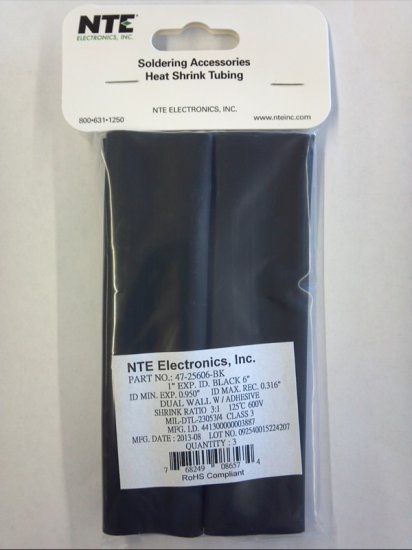 NTE
ELECTRONICS, INC.
Soldering Accessories
Heat Shrink Tubing
NTE ELECTRONICS, INC.
800•631•1250
www.nteinc.com
NTE Electronics, Inc.
PART NO.: 47-25606-BK
1" EXP. ID. BLACK 6"
ID MIN. EXP. 0.950" ID MAX. REC. 0.316"
DUAL WALL W/ADHESIVE
SHRINK RATIO 3:1 125C 600V
MIL-DTL-23053/4 CLASS 3
MFG. I.D. 441300000003887
MFG. DATE : 2013-08 LOT NO. 09254001522​4207
QUANTITY : 3
7 68249 08657 4
RoHS Compliant